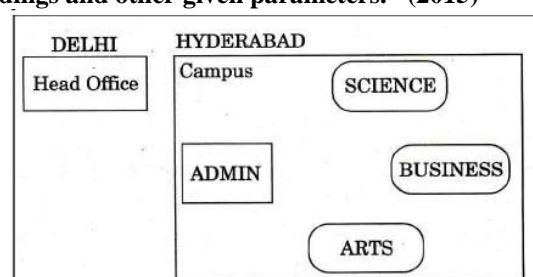 dings and other given parameters. (2015)
DELHI HYDERABAD
Head Office Campus SCIENCE
ADMIN BUSINESS
ARTS